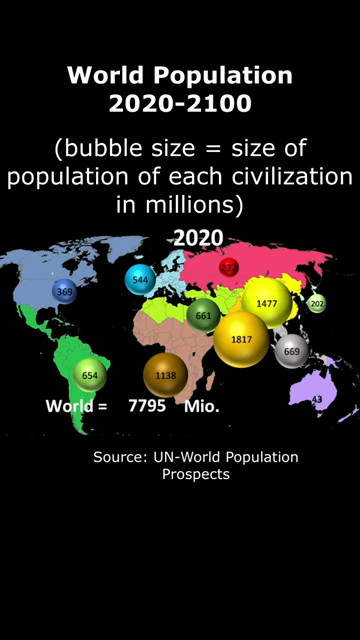 World Population
2020-2100
(bubble size = size of
population of each civilization
in millions)
2020
222
369
544
1477
202
661
1817
669
654
1138
43
World = 7795 Mio.
Source: UN-World Population
Prospects